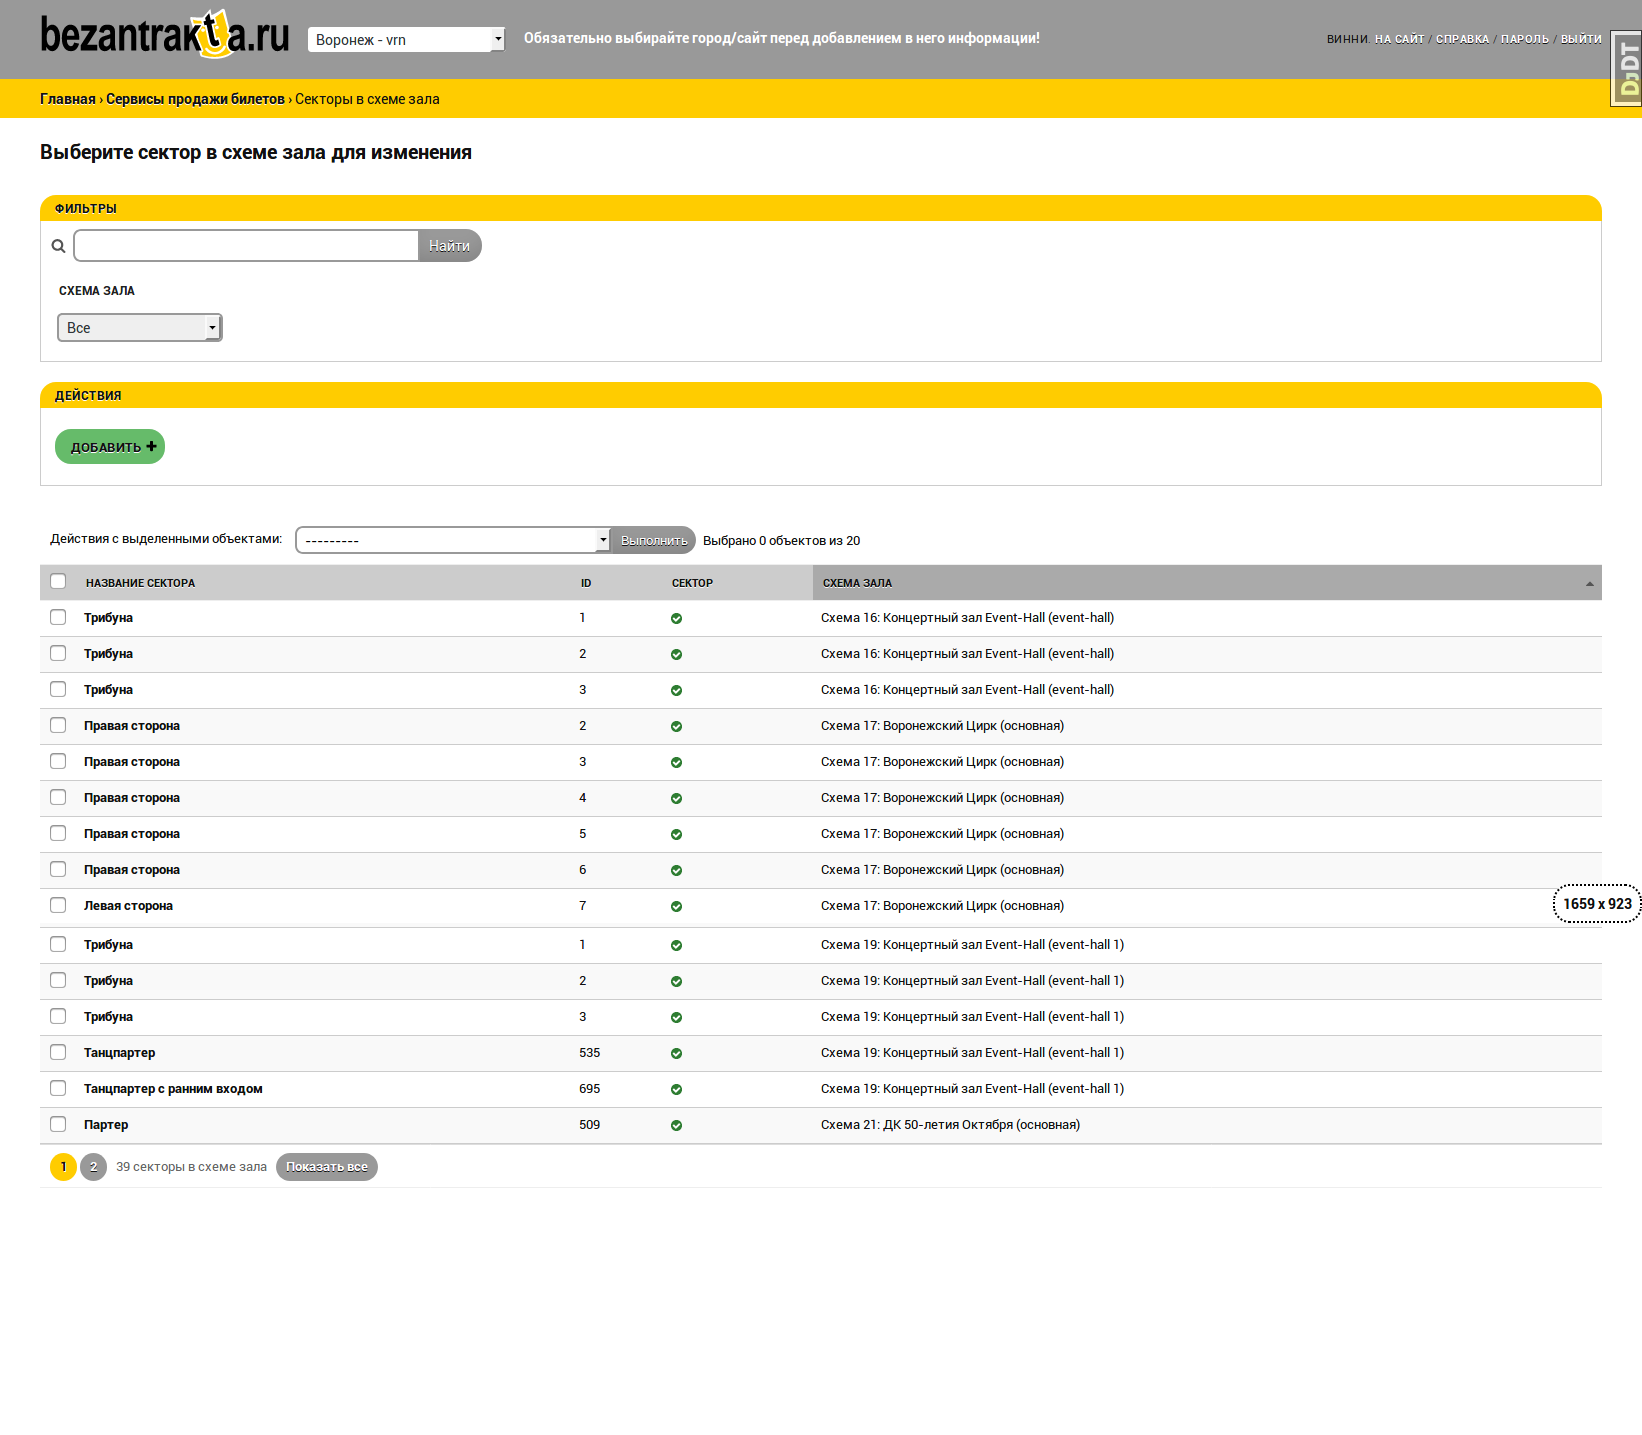 bezantrakta.ru
Воронеж - vrn
Обязательно выбирайте город/сайт перед добавлением в него информации!
ВИННИ. НА САЙТ / СПРАВКА / ПАРОЛЬ / ВЫЙТИ
DjDT
Главная › Сервисы продажи билетов › Секторы в схеме зала
Выберите сектор в схеме зала для изменения
ФИЛЬТРЫ
Найти
СХЕМА ЗАЛА
Все
ДЕЙСТВИЯ
ДОБАВИТЬ
Действия с выделенными объектами: --------- Выполнить Выбрано 0 объектов из 20
НАЗВАНИЕ СЕКТОРА ID СЕКТОР СХЕМА ЗАЛА
Трибуна 1 Схема 16: Концертный зал Event-Hall (event-hall)
Трибуна 2 Схема 16: Концертный зал Event-Hall (event-hall)
Трибуна 3 Схема 16: Концертный зал Event-Hall (event-hall)
Правая сторона 2 Схема 17: Воронежский Цирк (основная)
Правая сторона 3 Схема 17: Воронежский Цирк (основная)
Правая сторона 4 Схема 17: Воронежский Цирк (основная)
Правая сторона 5 Схема 17: Воронежский Цирк (основная)
Правая сторона 6 Схема 17: Воронежский Цирк (основная)
Левая сторона 7 Схема 17: Воронежский Цирк (основная)
1659 x 923
Трибуна 1 Схема 19: Концертный зал Event-Hall (event-hall 1)
Трибуна 2 Схема 19: Концертный зал Event-Hall (event-hall 1)
Трибуна 3 Схема 19: Концертный зал Event-Hall (event-hall 1)
Танцпартер 535 Схема 19: Концертный зал Event-Hall (event-hall 1)
Танцпартер с ранним входом 695 Схема 19: Концертный зал Event-Hall (event-hall 1)
Партер 509 Схема 21: ДК 50-летия Октября (основная)
1 2 39 секторы в схеме зала Показать все